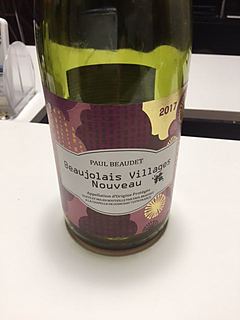 2017
PAUL BEAUDET
Beaujolais Villages
Nouveau
Appellation d'Origine Protégée